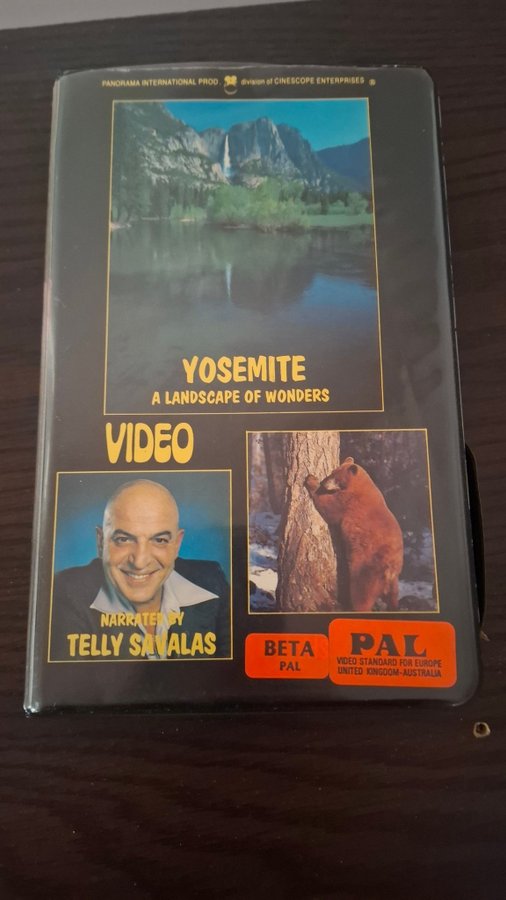 PANORAMA INTERNATIONAL PROD. division of CINESCOPE ENTERPRISES ®
YOSEMITE
A LANDSCAPE OF WONDERS
VIDEO
NARRATED BY
TELLY SAVALAS
BETA
PAL
PAL
VIDEO STANDARD FOR EUROPE
UNITED KINGDOM-AUSTRALIA